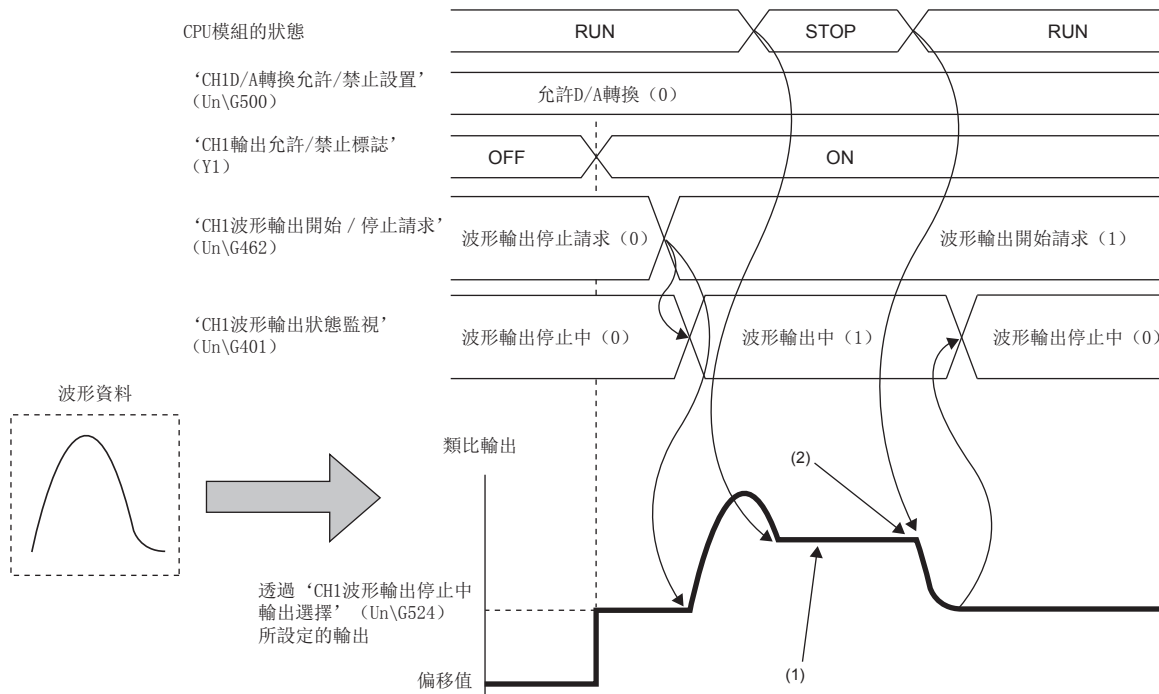 CPU模組的狀態
RUN
STOP
RUN
‘CH1D/A轉換允許/禁止設置’
(Un\G500)
允許D/A轉換（0）
‘CH1輸出允許/禁止標誌’
(Y1)
OFF
ON
‘CH1波形輸出開始／停止請求’
(Un\G462)
波形輸出停止請求（0）
波形輸出開始請求（1）
‘CH1波形輸出狀態監視’
(Un\G401)
波形輸出停止中（0）
波形輸出中（1）
波形輸出停止中（0）
波形資料
類比輸出
(2)
透過‘CH1波形輸出停止中
輸出選擇’（Un\G524）
所設定的輸出
(1)
偏移值